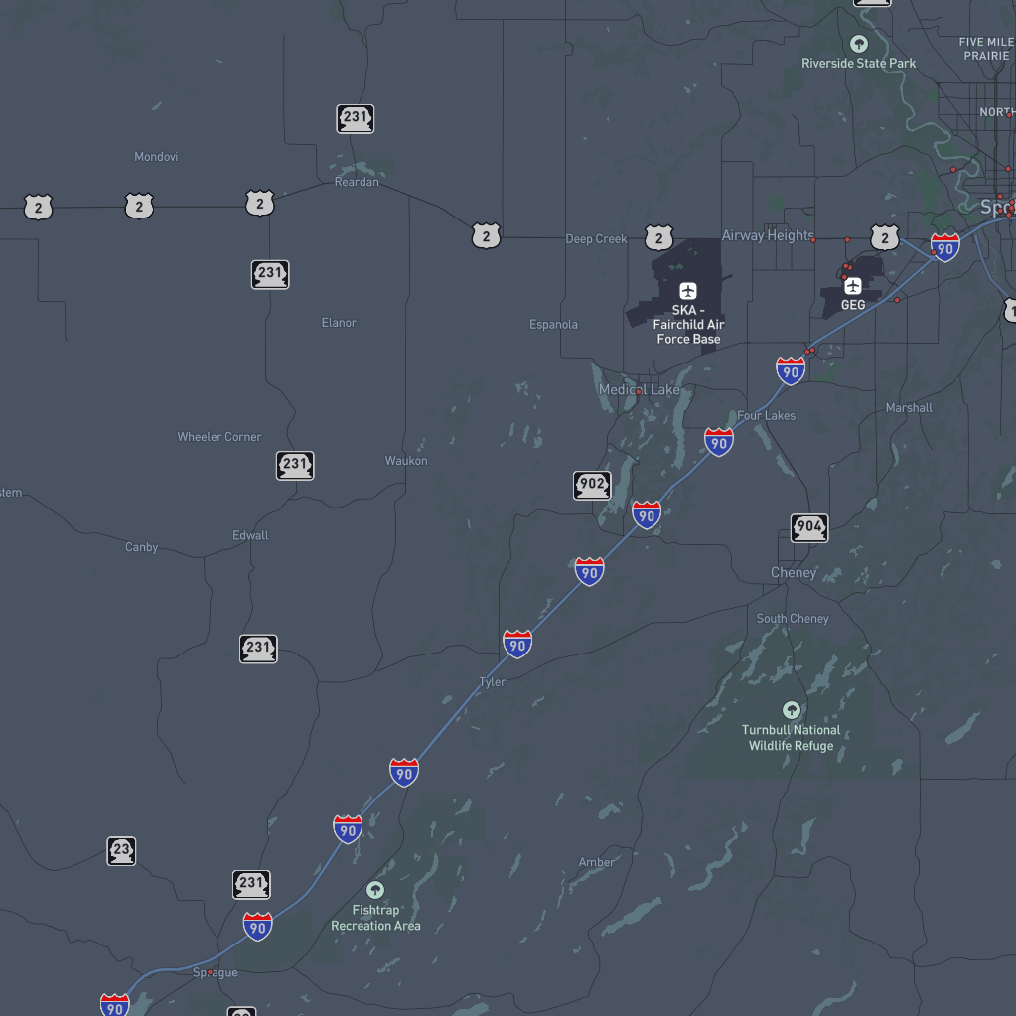 FIVE MILE
PRAIRIE
Riverside State Park
NORTH
231
Mondovi
Reardan
2
2
2
2
Deep Creek
2
Airway Heights
2
90
Spo
231
SKA -
Fairchild Air
Force Base
GEG
1
Elanor
Espanola
90
Medical Lake
Four Lakes
Marshall
Wheeler Corner
90
231
Waukon
902
stem
90
904
Edwall
Canby
90
Cheney
South Cheney
231
90
Tyler
Turnbull National
Wildlife Refuge
90
90
23
Amber
231
Fishtrap
Recreation Area
90
Sprague
90